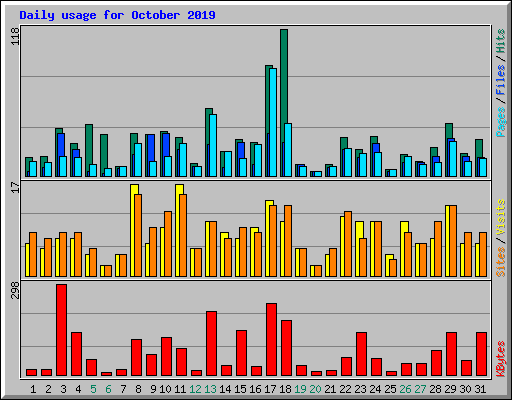 Daily usage for October 2019
118
Pages / Files / Hits
17
Sites / Visits
298
KBytes
1 2 3 4 5 6 7 8 9 10 11 12 13 14 15 16 17 18 19 20 21 22 23 24 25 26 27 28 29 30 31